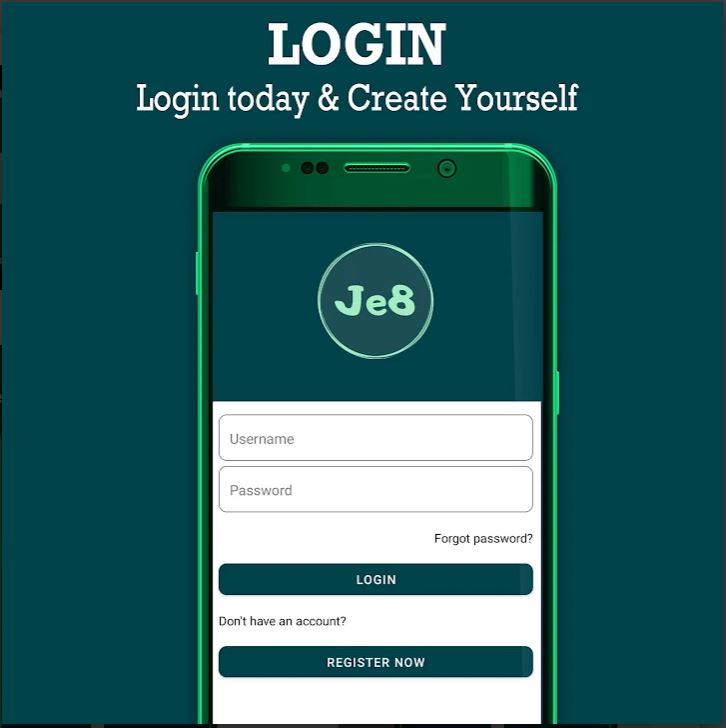 LOGIN
Login today & Create Yourself
Je8
Username
Password
Forgot password?
LOGIN
Don't have an account?
REGISTER NOW